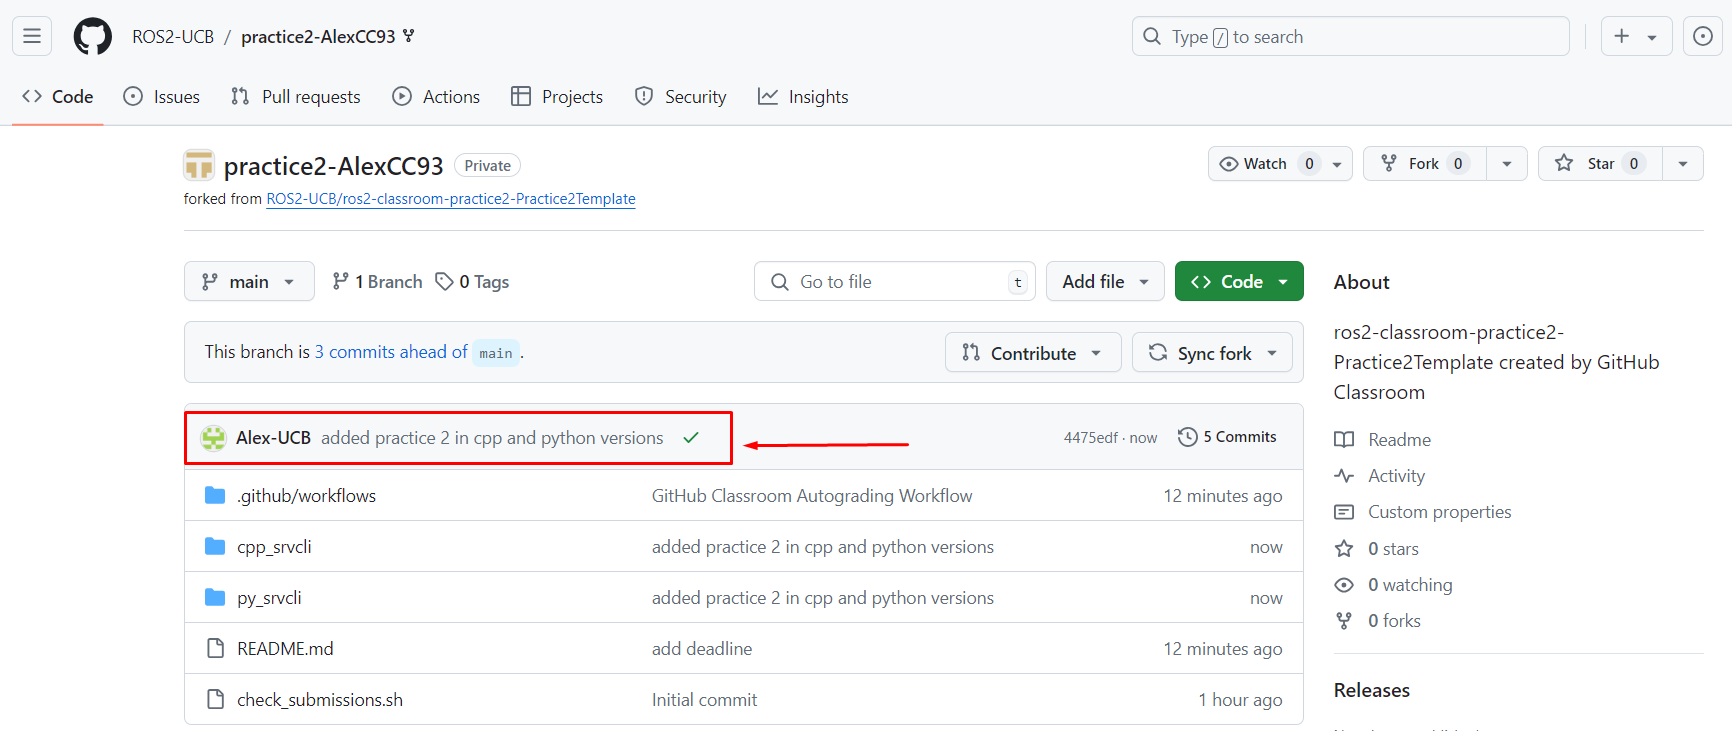 ROS2-UCB / practice2-AlexCC93
Type / to search
Code Issues Pull requests Actions Projects Security Insights
practice2-AlexCC93 Private
Watch 0 Fork 0 Star 0
forked from ROS2-UCB/ros2-classroom-practice2-Practice2Template
main 1 Branch 0 Tags
Go to file t
Add file
Code
This branch is 3 commits ahead of main .
Contribute
Sync fork
Alex-UCB added practice 2 in cpp and python versions
4475edf · now 5 Commits
.github/workflows GitHub Classroom Autograding Workflow 12 minutes ago
cpp_srvcli added practice 2 in cpp and python versions now
py_srvcli added practice 2 in cpp and python versions now
README.md add deadline 12 minutes ago
check_submissions.sh Initial commit 1 hour ago
About
ros2-classroom-practice2-
Practice2Template created by GitHub
Classroom
Readme
Activity
Custom properties
0 stars
0 watching
0 forks
Releases